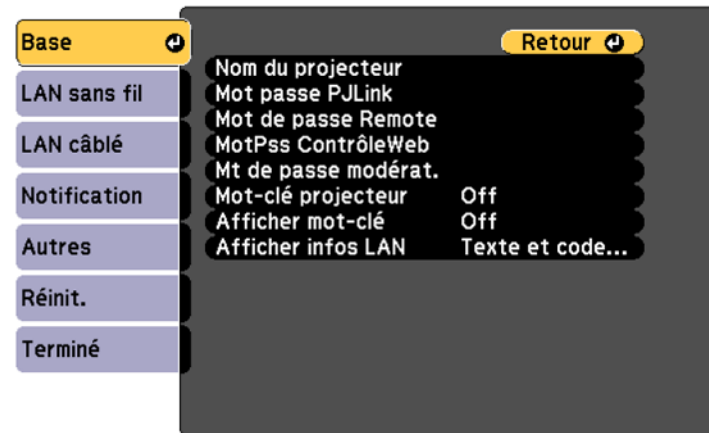 Base
LAN sans fil
LAN câblé
Notification
Autres
Réinit.
Terminé
Retour
Nom du projecteur
Mot passe PJLink
Mot de passe Remote
MotPss ContrôleWeb
Mt de passe modérat.
Mot-clé projecteur Off
Afficher mot-clé Off
Afficher infos LAN Texte et code...